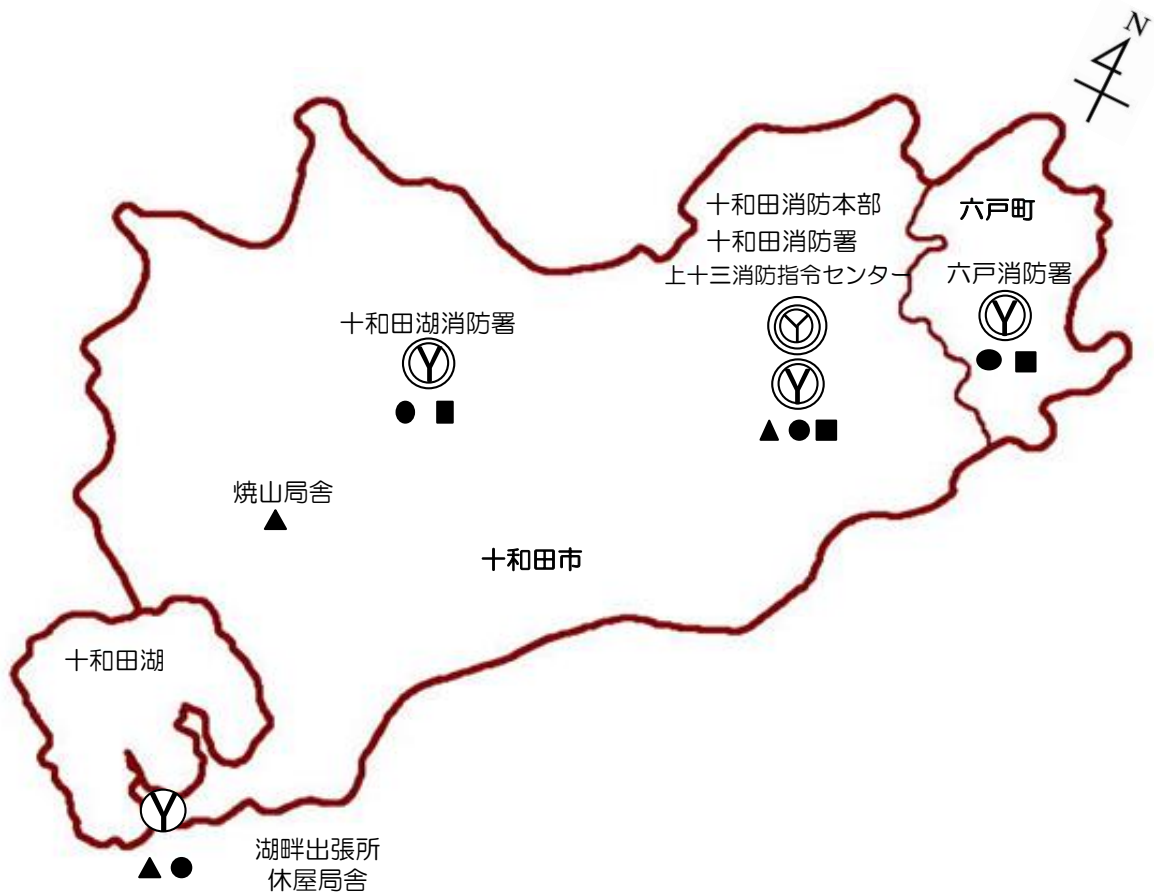 N
十和田消防本部
十和田消防署
上十三消防指令センター
六戸町
六戸消防署
十和田湖消防署
焼山局舎
十和田市
十和田湖
湖畔出張所
休屋局舎